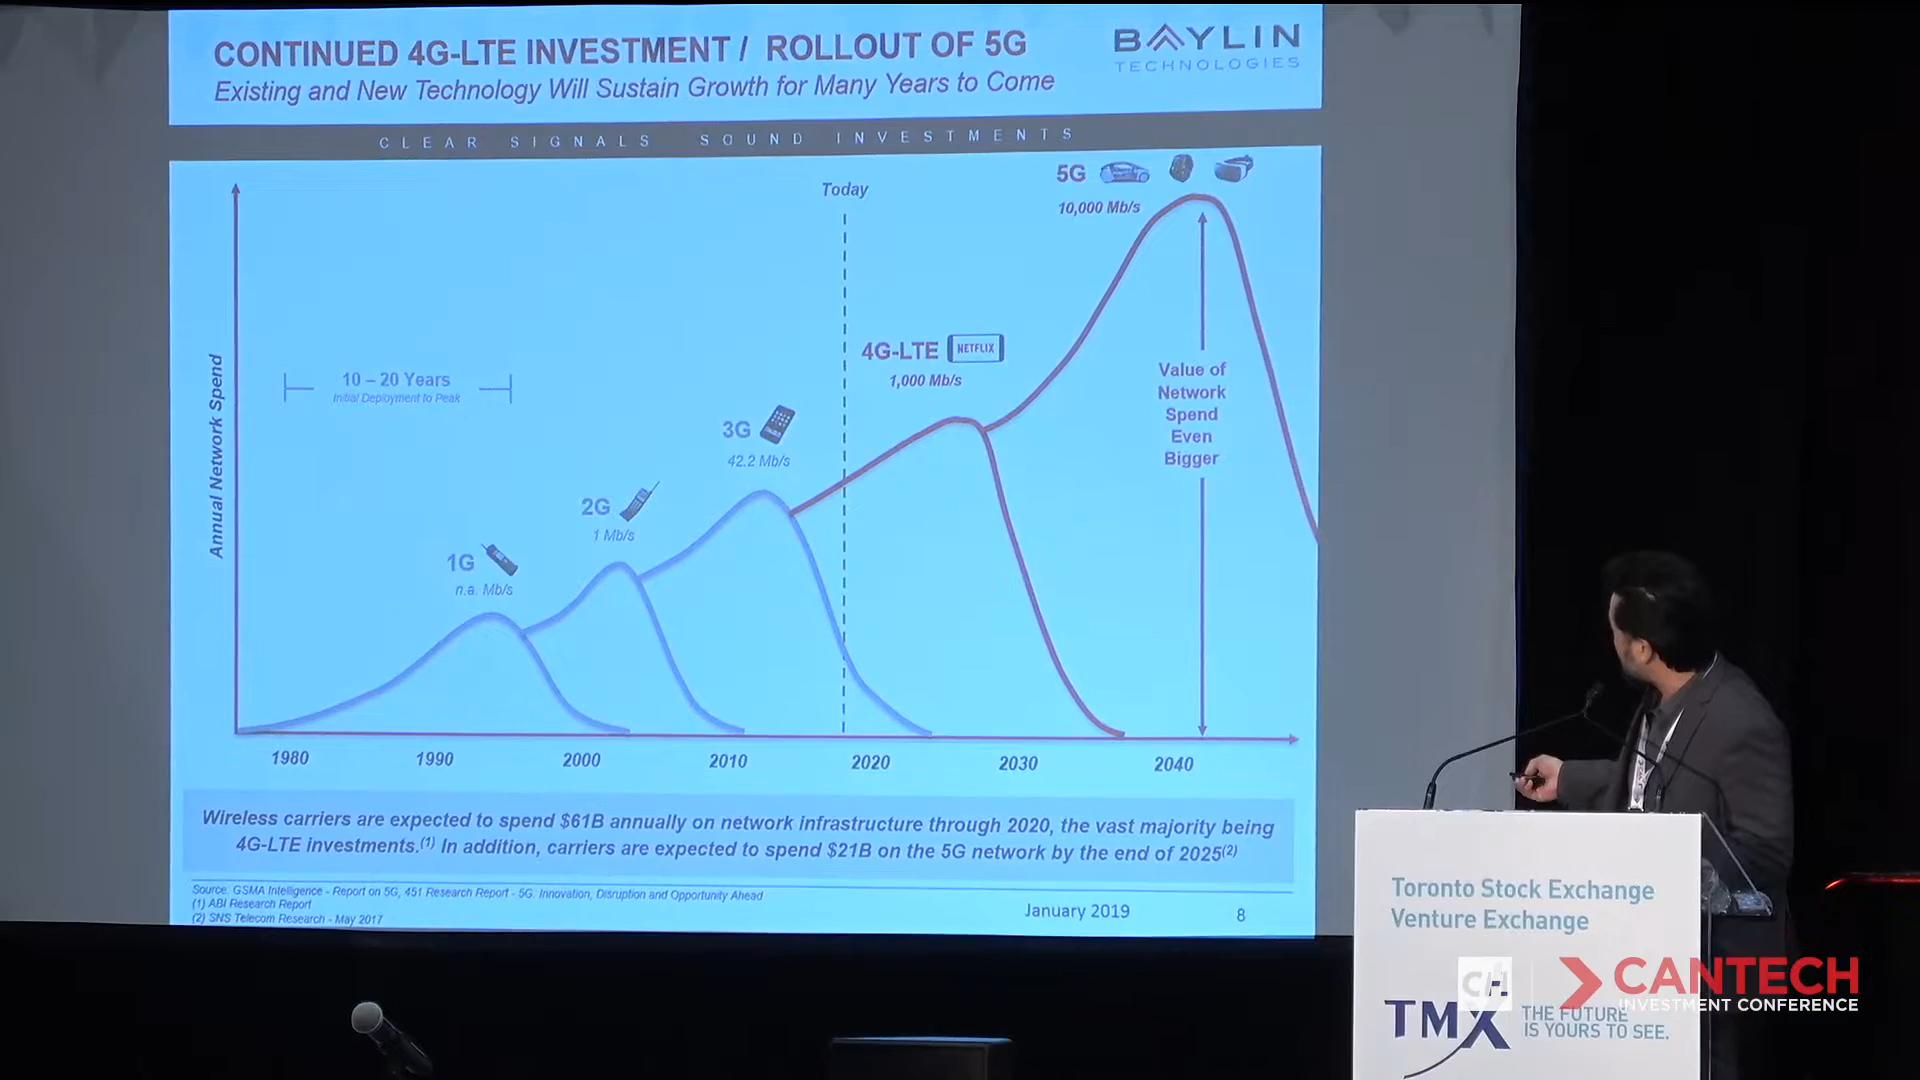 CONTINUED 4G-LTE INVESTMENT / ROLLOUT OF 5G
Existing and New Technology Will Sustain Growth for Many Years to Come
BAYLIN
TECHNOLOGIES
CLEAR SIGNALS SOUND INVESTMENTS
Today
5G
10,000 Mb/s
4G-LTE
NETFLIX
1,000 Mb/s
Value of
Network
Spend
Even
Bigger
10 – 20 Years
Initial Deployment to Peak
3G
42.2 Mb/s
2G
1 Mb/s
1G
n.a. Mb/s
Annual Network Spend
1980
1990
2000
2010
2020
2030
2040
Wireless carriers are expected to spend $61B annually on network infrastructure through 2020, the vast majority being
4G-LTE investments.(1) In addition, carriers are expected to spend $21B on the 5G network by the end of 2025(2)
Source: GSMA Intelligence - Report on 5G, 451 Research Report - 5G: Innovation, Disruption and Opportunity Ahead
(1) ABI Research Report
(2) SNS Telecom Research - May 2017
January 2019
8
Toronto Stock Exchange
Venture Exchange
TMX
THE FUTURE
IS YOURS TO SEE.
CH
CANTECH
INVESTMENT CONFERENCE